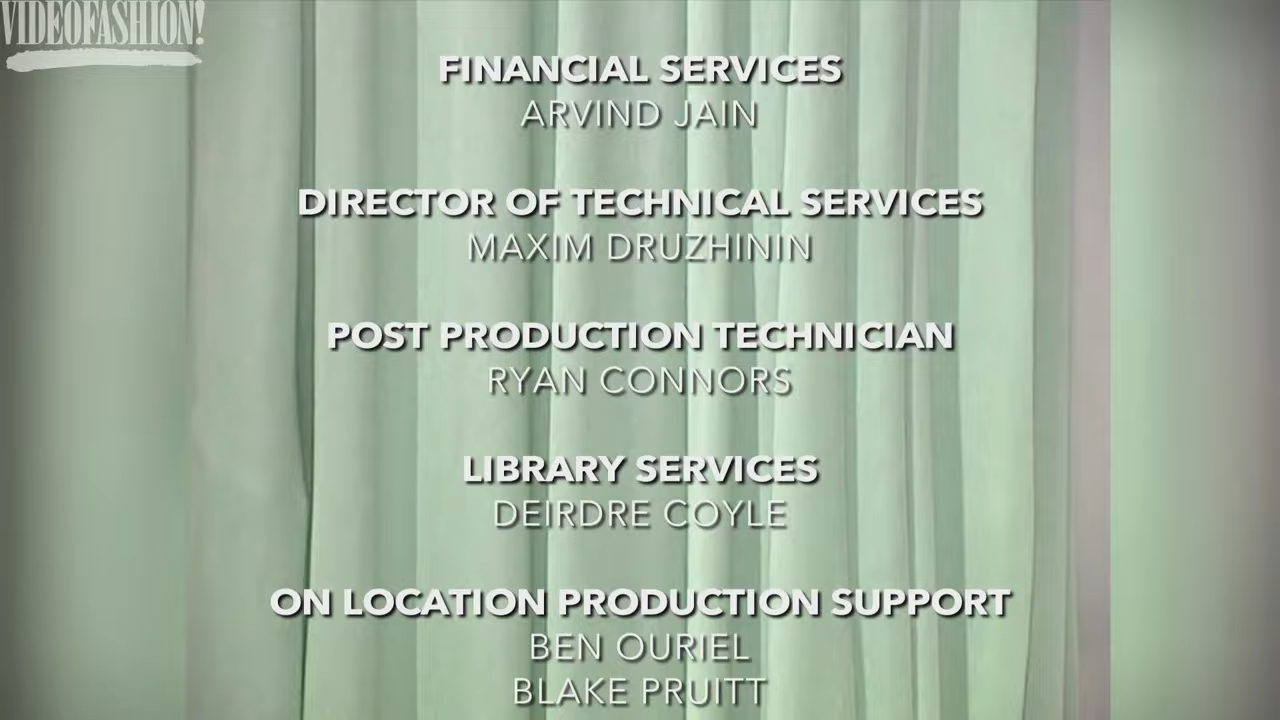 VIDEOFASHION!
FINANCIAL SERVICES
ARVIND JAIN
DIRECTOR OF TECHNICAL SERVICES
MAXIM DRUZHININ
POST PRODUCTION TECHNICIAN
RYAN CONNORS
LIBRARY SERVICES
DEIRDRE COYLE
ON LOCATION PRODUCTION SUPPORT
BEN OURIEL
BLAKE PRUITT